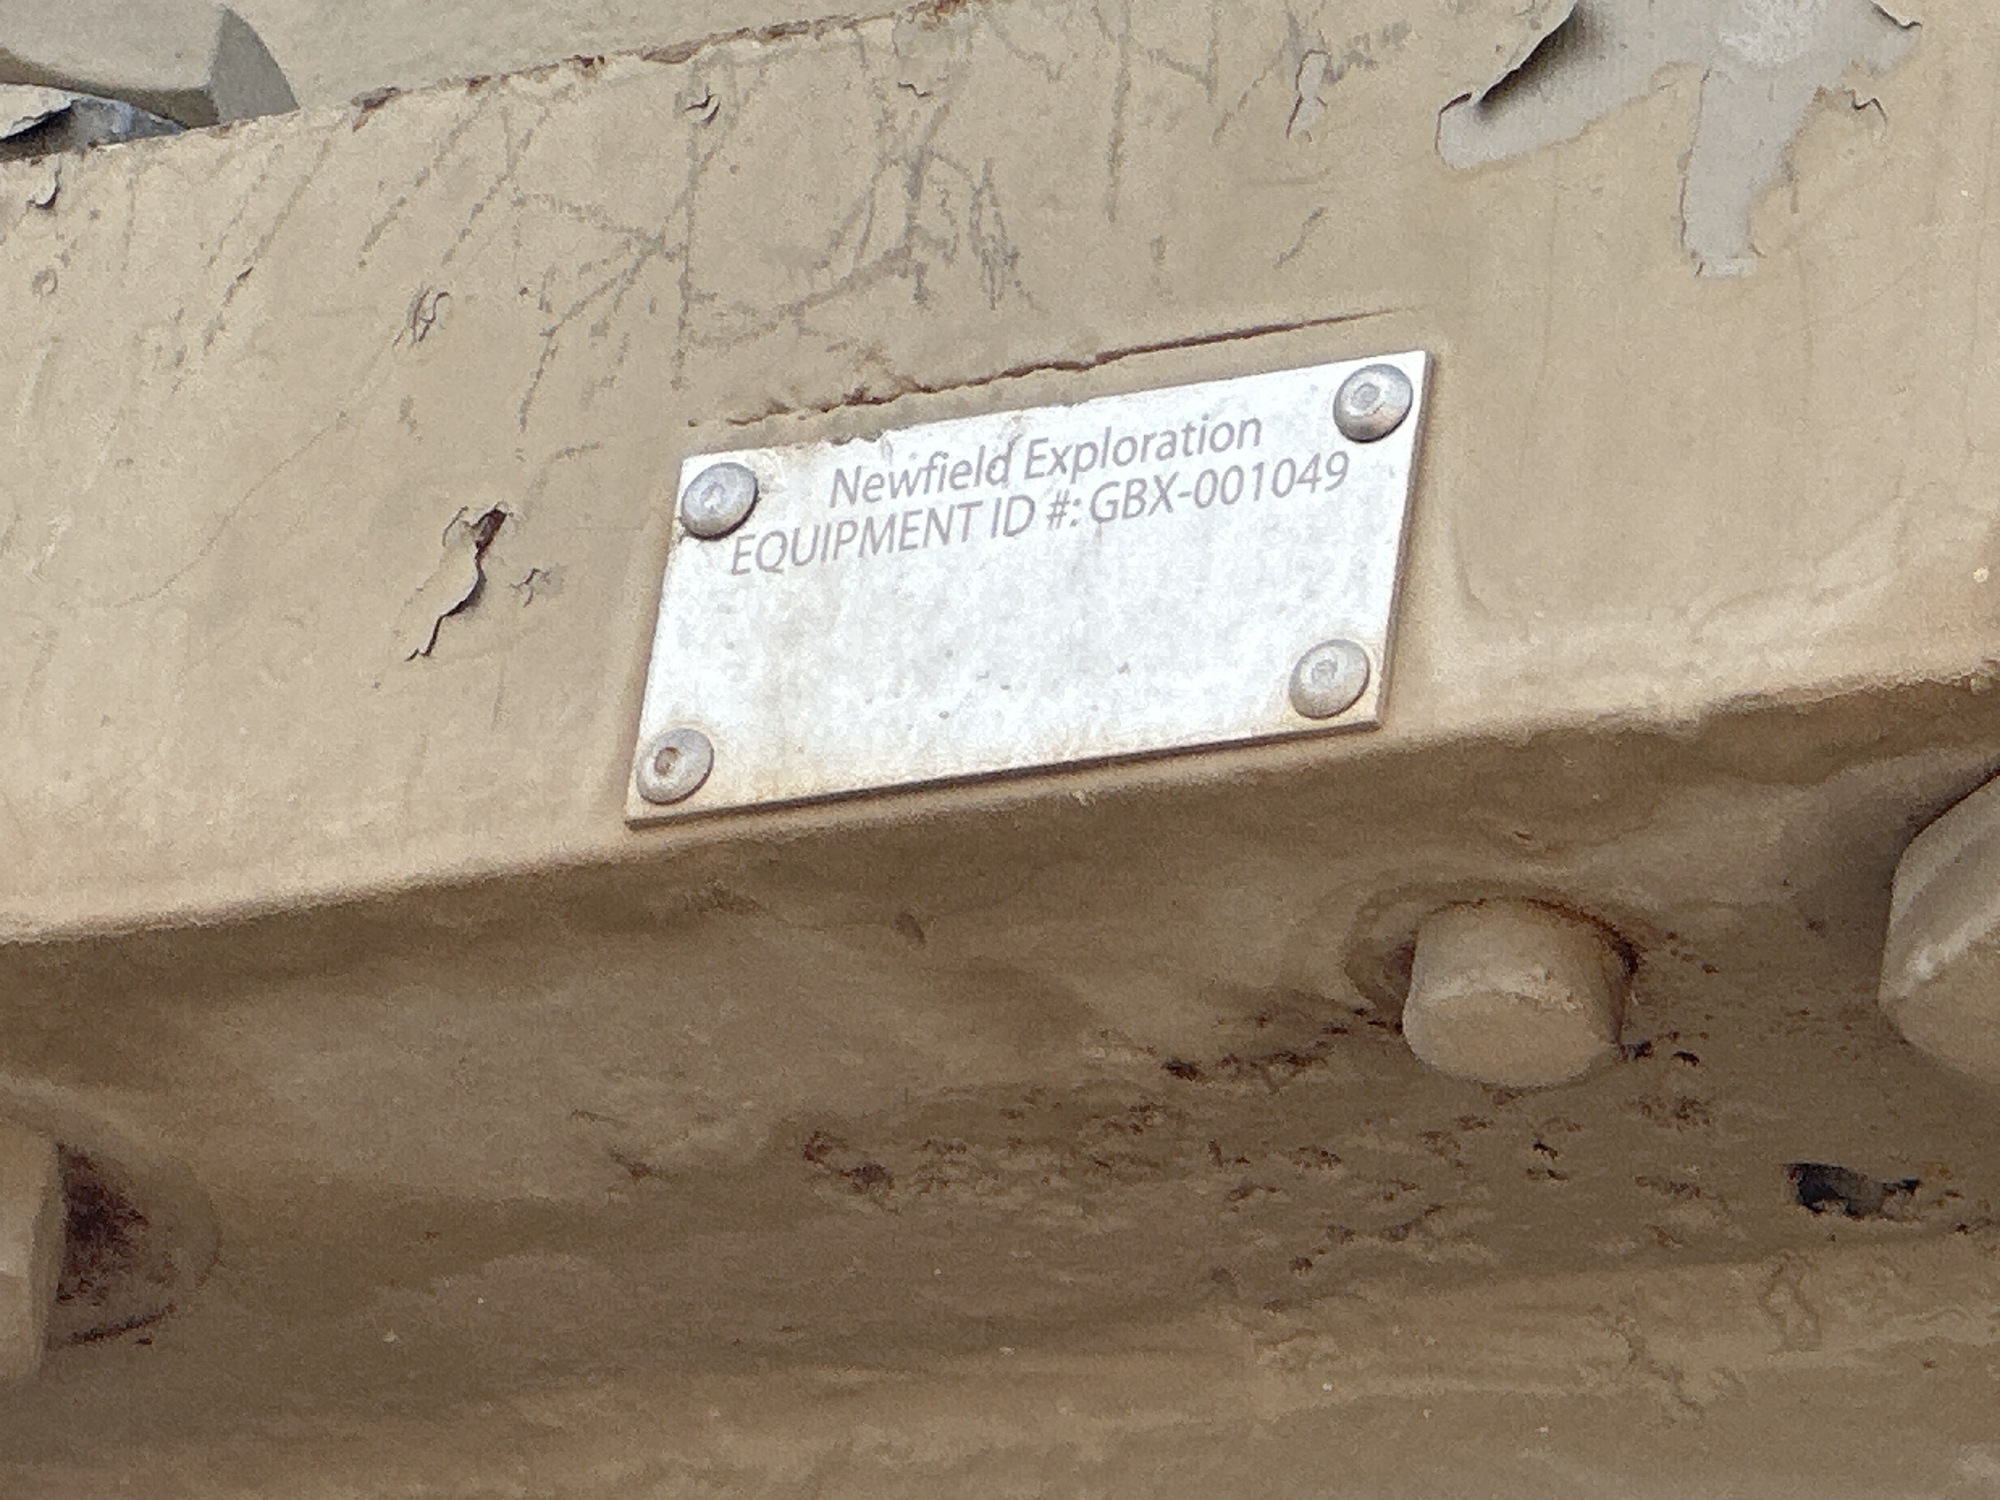 Newfield Exploration
EQUIPMENT ID #: GBX-001049